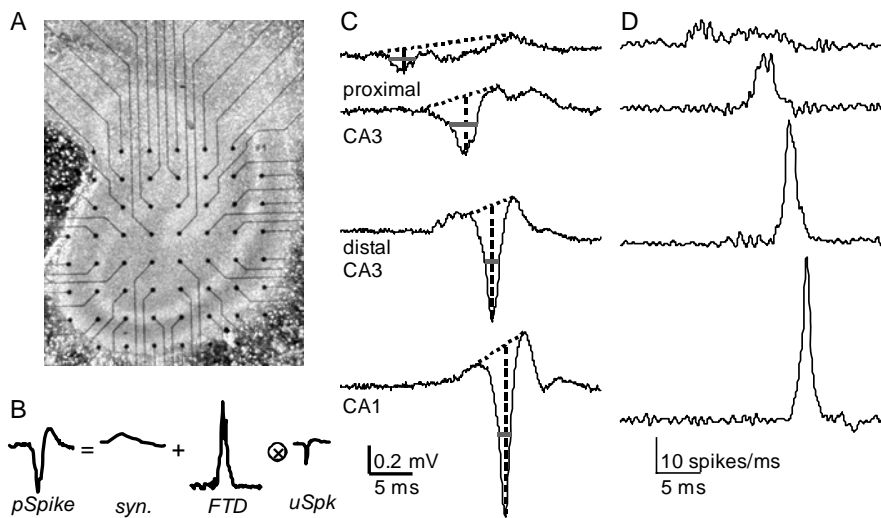 A
B
pSpike = syn. + FTD ⊗ uSpk
C
proximal
CA3
distal
CA3
CA1
0.2 mV
5 ms
D
10 spikes/ms
5 ms